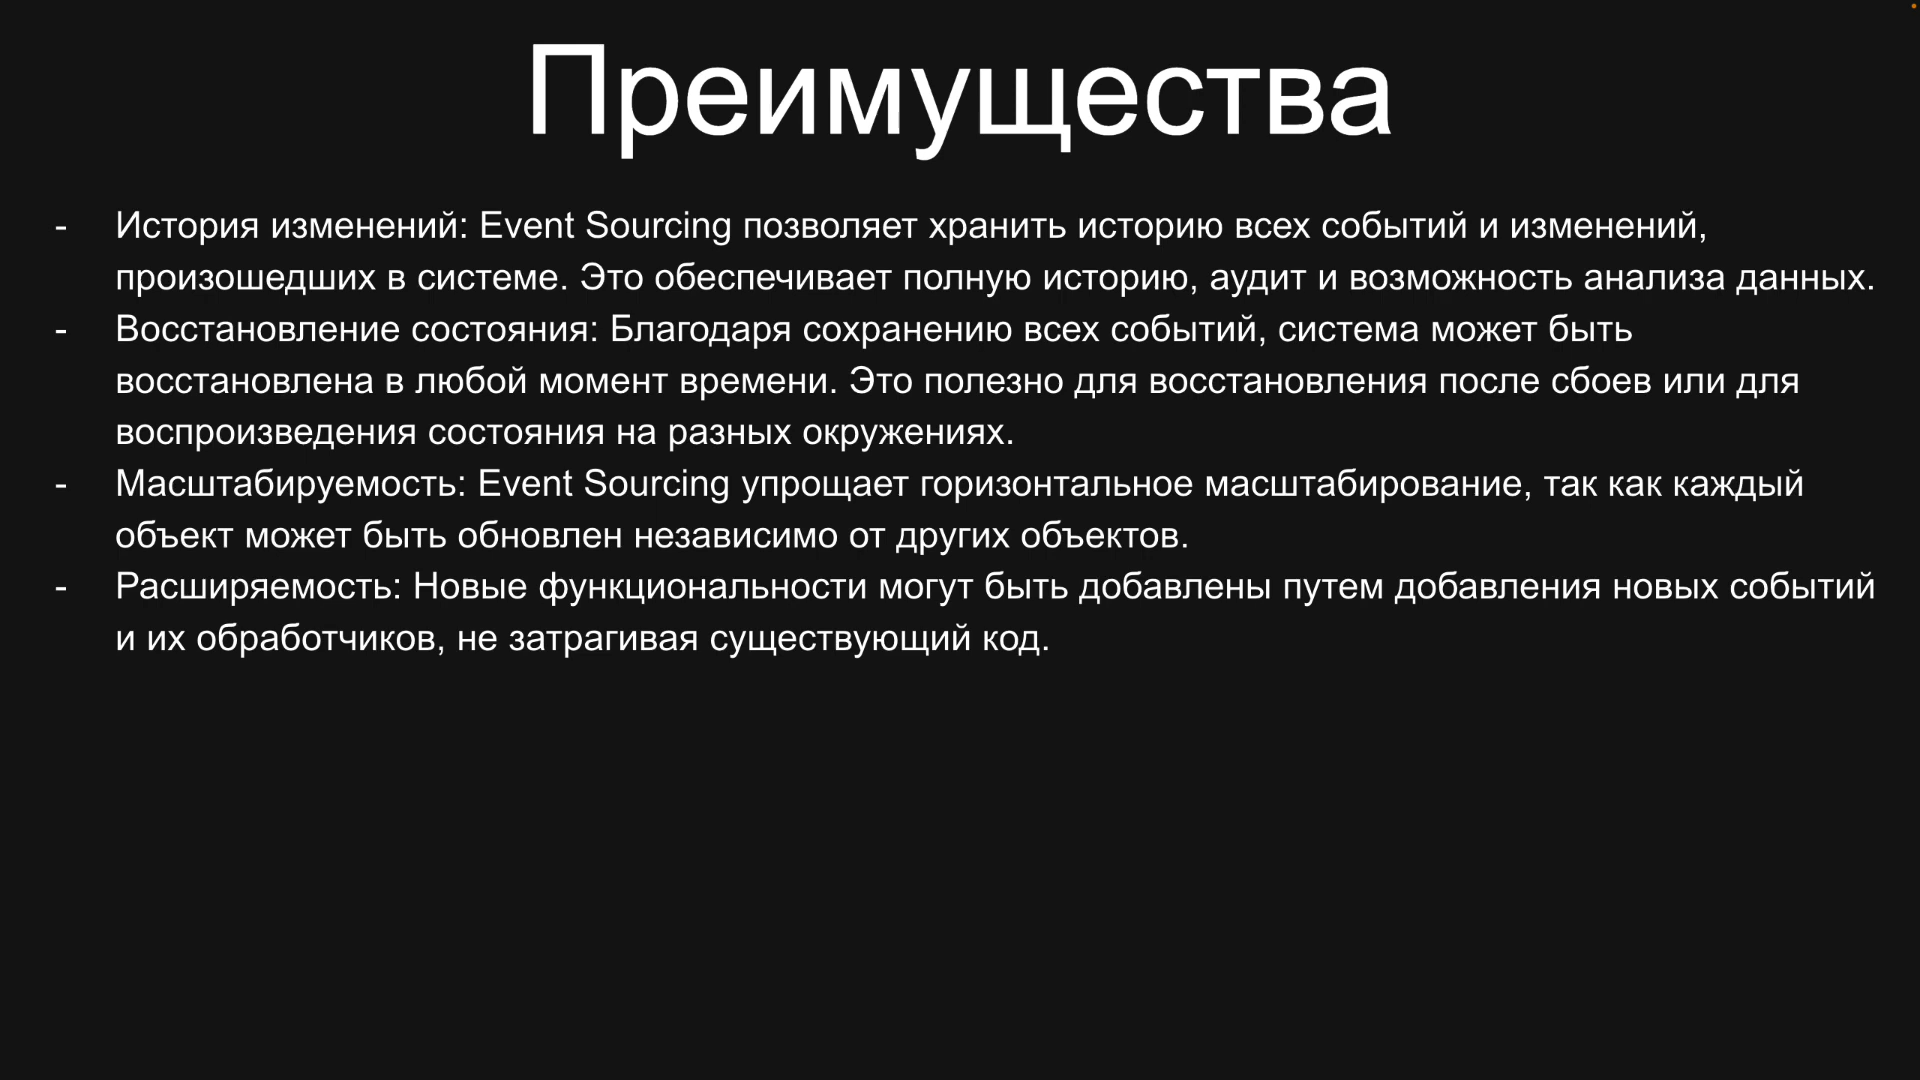 Преимущества
- История изменений: Event Sourcing позволяет хранить историю всех событий и изменений,
произошедших в системе. Это обеспечивает полную историю, аудит и возможность анализа данных.
- Восстановление состояния: Благодаря сохранению всех событий, система может быть
восстановлена в любой момент времени. Это полезно для восстановления после сбоев или для
воспроизведения состояния на разных окружениях.
- Масштабируемость: Event Sourcing упрощает горизонтальное масштабирование, так как каждый
объект может быть обновлен независимо от других объектов.
- Расширяемость: Новые функциональности могут быть добавлены путем добавления новых событий
и их обработчиков, не затрагивая существующий код.